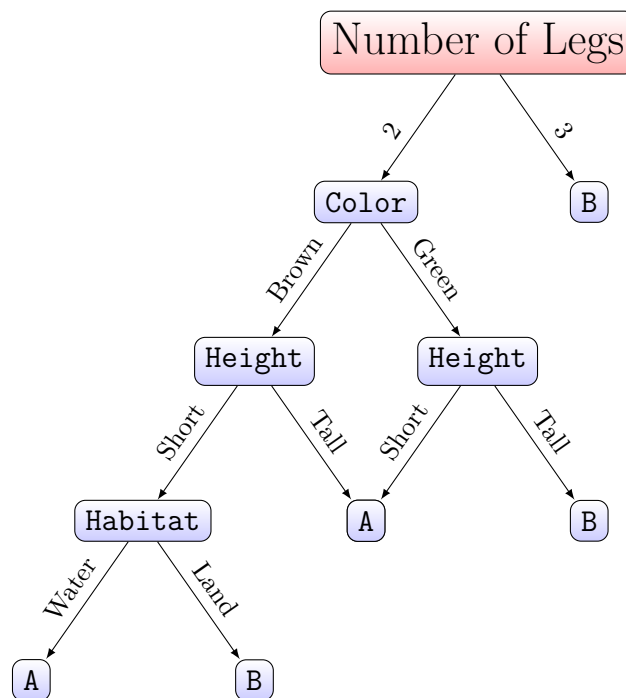 Number of Legs
2
3
Color
B
Brown
Green
Height
Height
Short
Tall
Short
Tall
Habitat
A
B
Water
Land
A
B